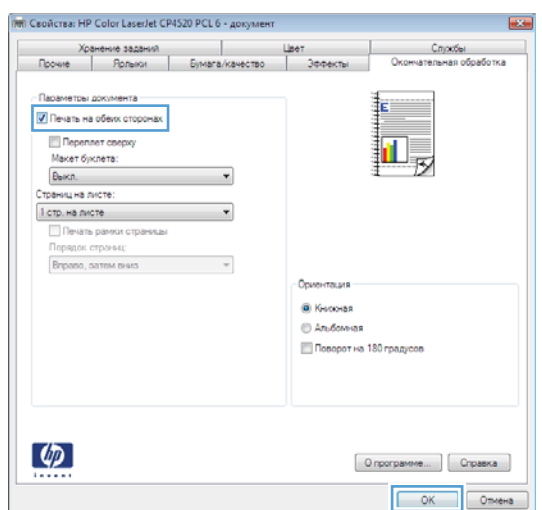 Свойства: HP Color LaserJet CP4520 PCL 6 - документ
Хранение заданий Цвет Службы
Прочие Ярлыки Бумага/качество Эффекты Окончательная обработка
Параметры документа
Печать на обеих сторонах
Переплет сверху
Макет буклета:
Выкл.
Страниц на листе:
1 стр. на листе
Печать рамки страницы
Порядок страниц:
Вправо, затем вниз
E
Ориентация
Книжная
Альбомная
Поворот на 180 градусов
hp
invent
О программе... Справка
OK Отмена